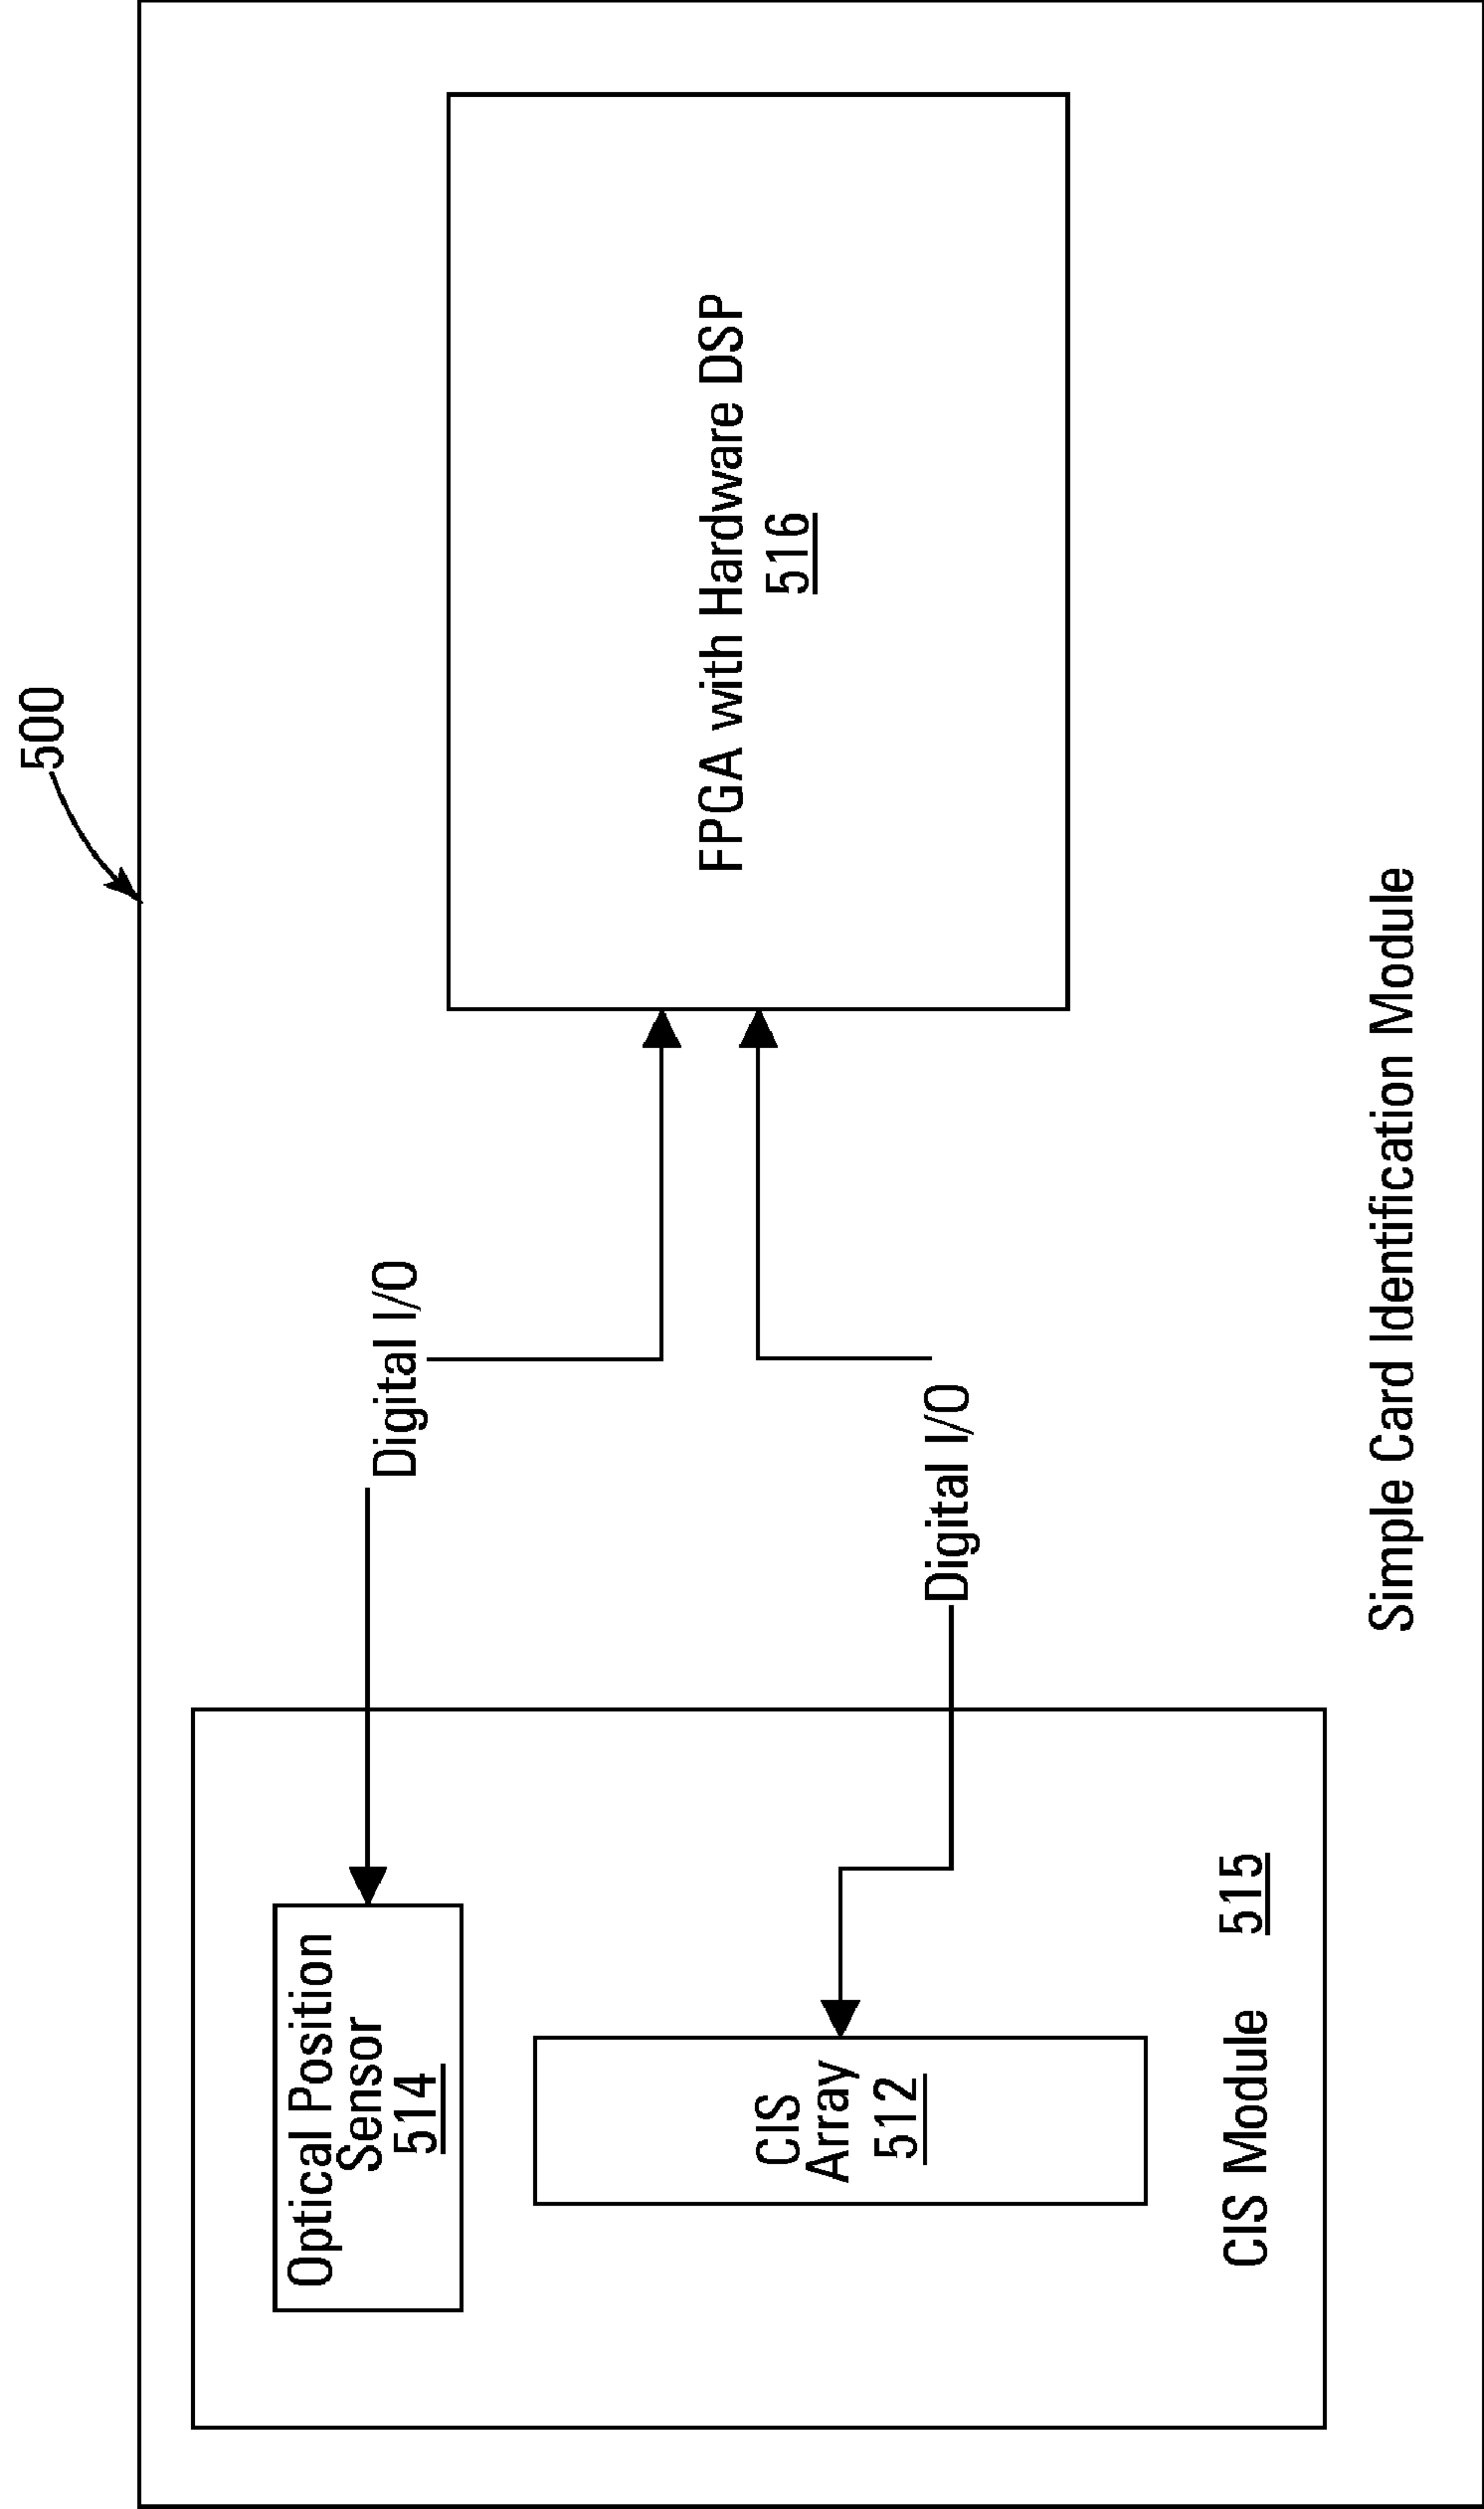 500
Optical Position
Sensor
514
Digital I/O
FPGA with Hardware DSP
516
CIS
Array
512
Digital I/O
CIS Module 515
Simple Card Identification Module